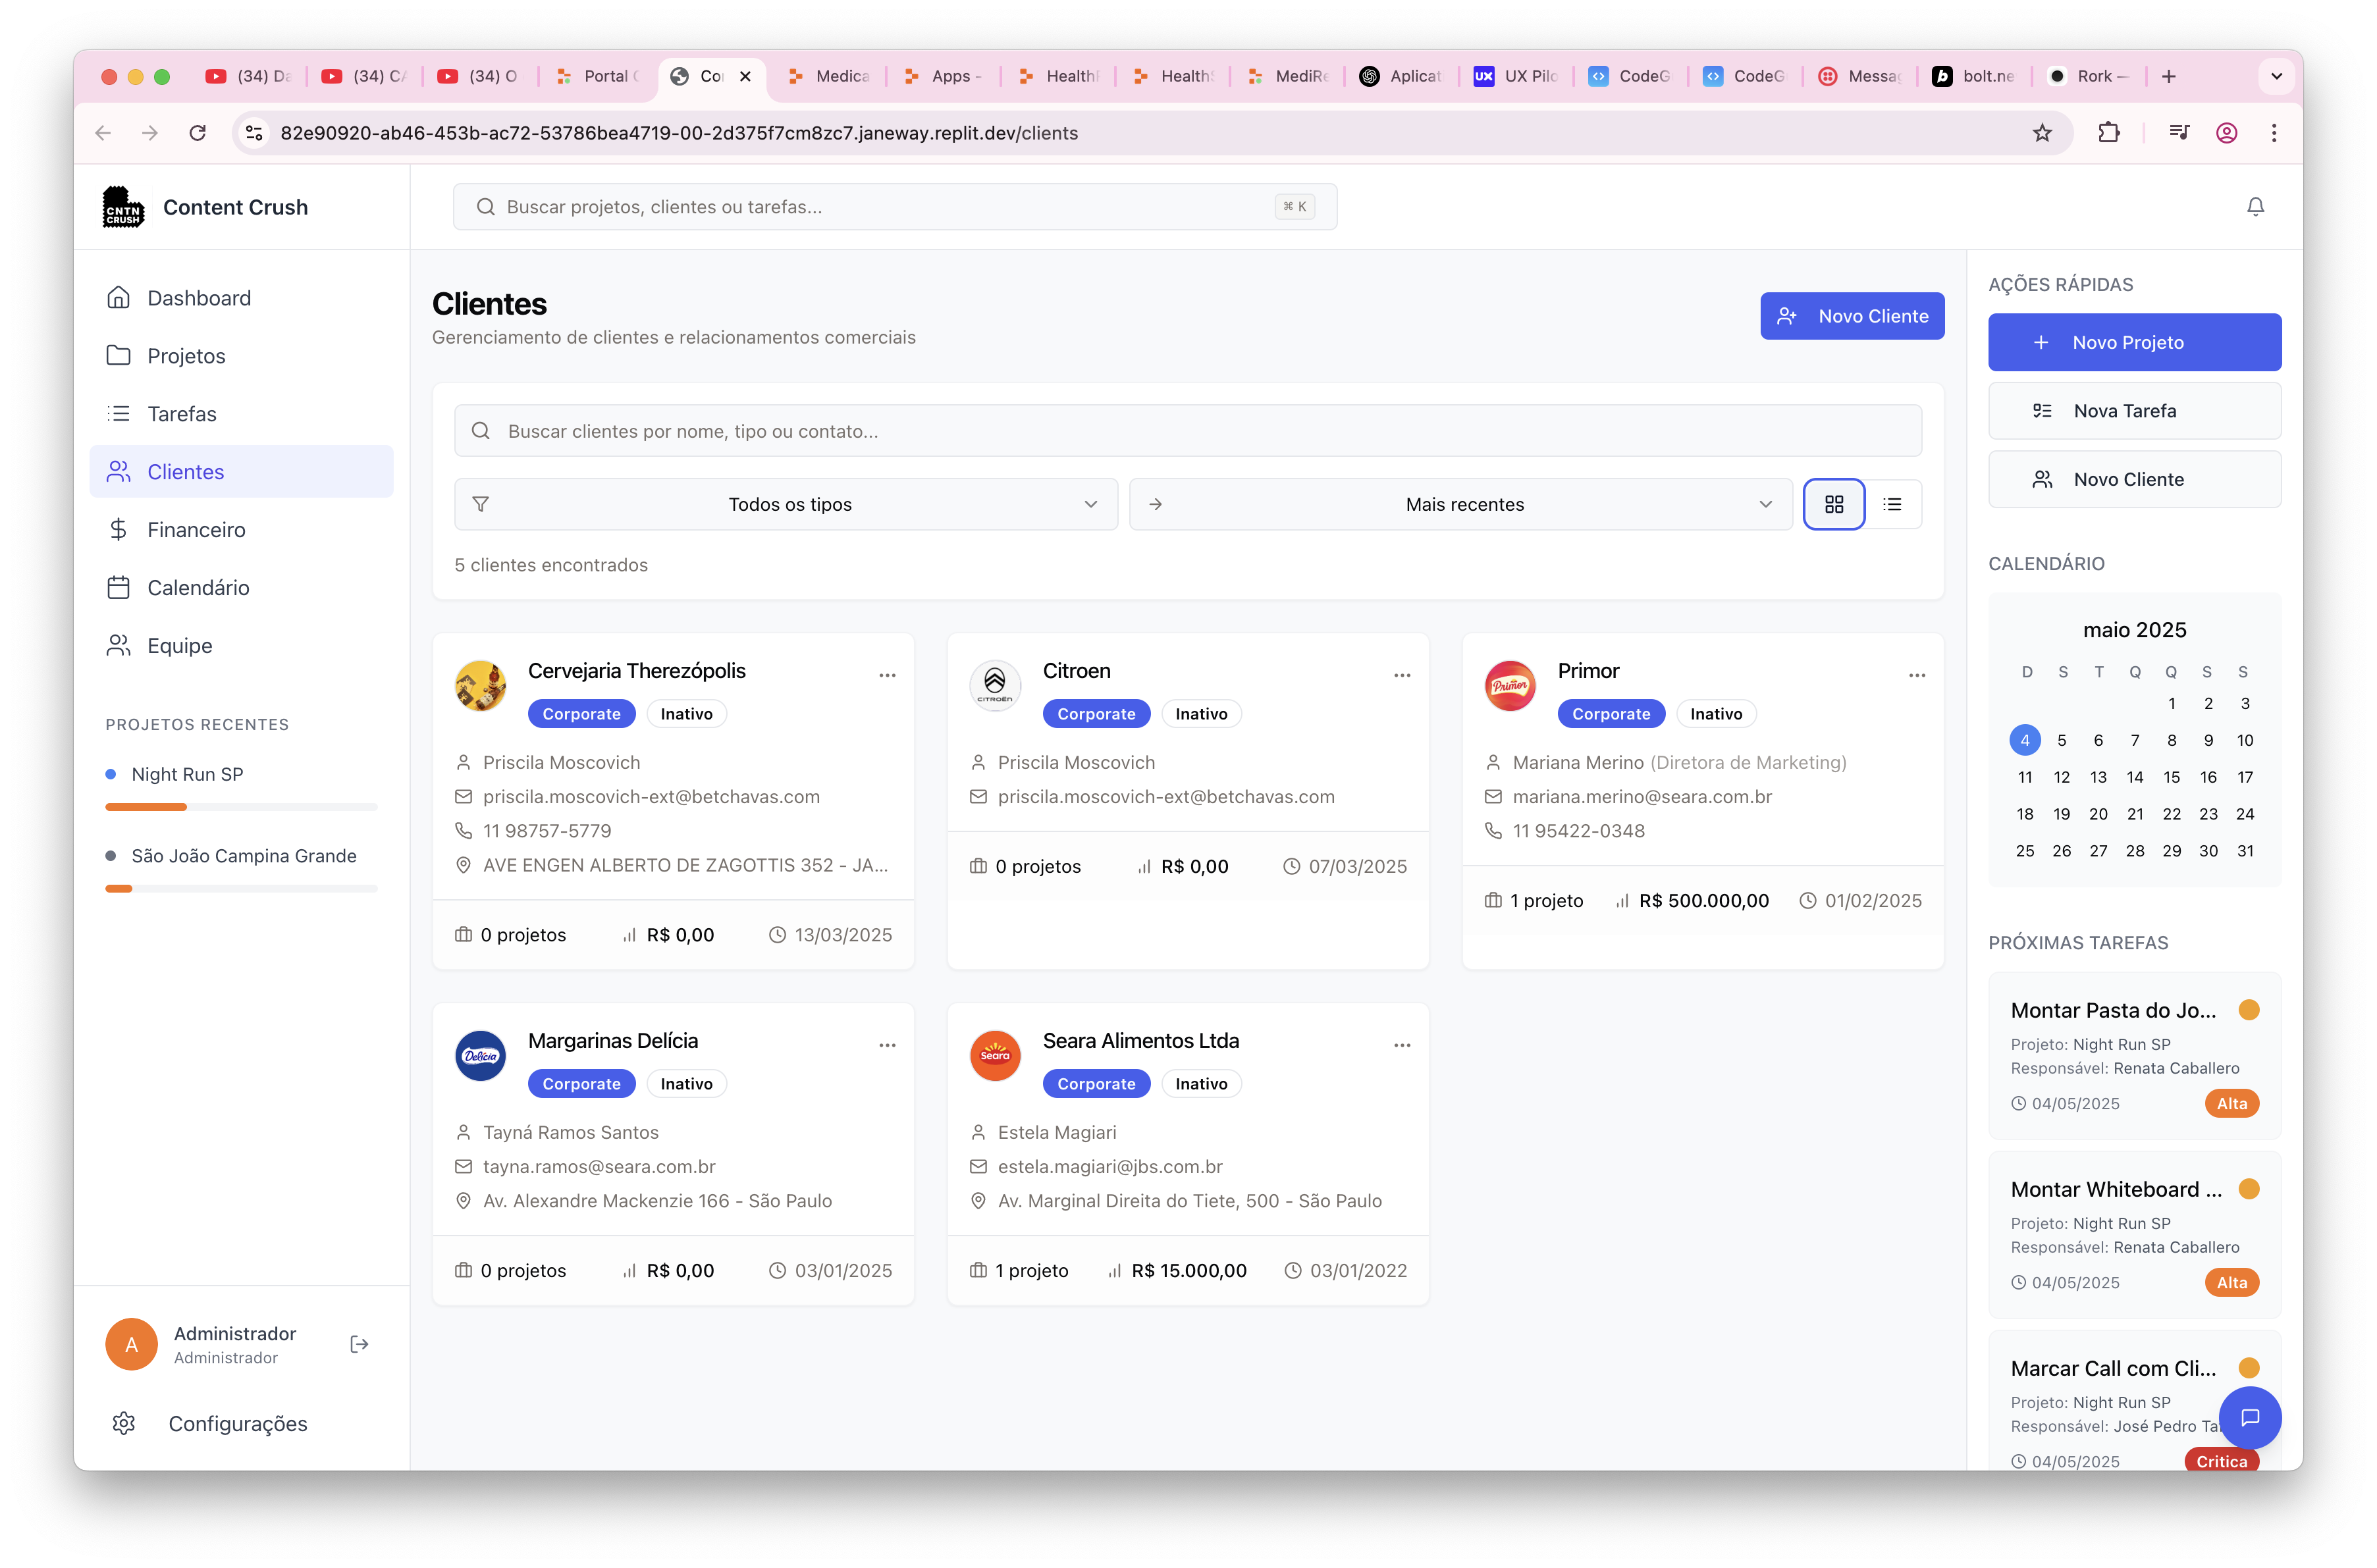 (34) Da
(34) CA
(34) O
Portal C
Co
Medica
Apps -
HealthF
HealthS
MediRe
Aplicat
UX UX Pilo
CodeG
CodeG
Messag
bolt.ne
Rork —
82e90920-ab46-453b-ac72-53786bea4719-00-2d375f7cm8zc7.janeway.replit.dev/clients
CNTN
CRUSH
Content Crush
Buscar projetos, clientes ou tarefas...
⌘ K
Dashboard
Projetos
Tarefas
Clientes
Financeiro
Calendário
Equipe
PROJETOS RECENTES
Night Run SP
São João Campina Grande
A
Administrador
Administrador
Configurações
Clientes
Gerenciamento de clientes e relacionamentos comerciais
Novo Cliente
Buscar clientes por nome, tipo ou contato...
Todos os tipos
Mais recentes
5 clientes encontrados
Cervejaria Therezópolis
Corporate Inativo
Priscila Moscovich
priscila.moscovich-ext@betchavas.com
11 98757-5779
AVE ENGEN ALBERTO DE ZAGOTTIS 352 - JA...
0 projetos R$ 0,00 13/03/2025
CITROËN
Citroen
Corporate Inativo
Priscila Moscovich
priscila.moscovich-ext@betchavas.com
0 projetos R$ 0,00 07/03/2025
Primor
Primor
Corporate Inativo
Mariana Merino (Diretora de Marketing)
mariana.merino@seara.com.br
11 95422-0348
1 projeto R$ 500.000,00 01/02/2025
Delícia
Margarinas Delícia
Corporate Inativo
Tayná Ramos Santos
tayna.ramos@seara.com.br
Av. Alexandre Mackenzie 166 - São Paulo
0 projetos R$ 0,00 03/01/2025
Seara
Seara Alimentos Ltda
Corporate Inativo
Estela Magiari
estela.magiari@jbs.com.br
Av. Marginal Direita do Tiete, 500 - São Paulo
1 projeto R$ 15.000,00 03/01/2022
AÇÕES RÁPIDAS
Novo Projeto
Nova Tarefa
Novo Cliente
CALENDÁRIO
maio 2025
D S T Q Q S S
1 2 3
4 5 6 7 8 9 10
11 12 13 14 15 16 17
18 19 20 21 22 23 24
25 26 27 28 29 30 31
PRÓXIMAS TAREFAS
Montar Pasta do Jo...
Projeto: Night Run SP
Responsável: Renata Caballero
04/05/2025 Alta
Montar Whiteboard ...
Projeto: Night Run SP
Responsável: Renata Caballero
04/05/2025 Alta
Marcar Call com Cli...
Projeto: Night Run SP
Responsável: José Pedro Ta
04/05/2025 Critica